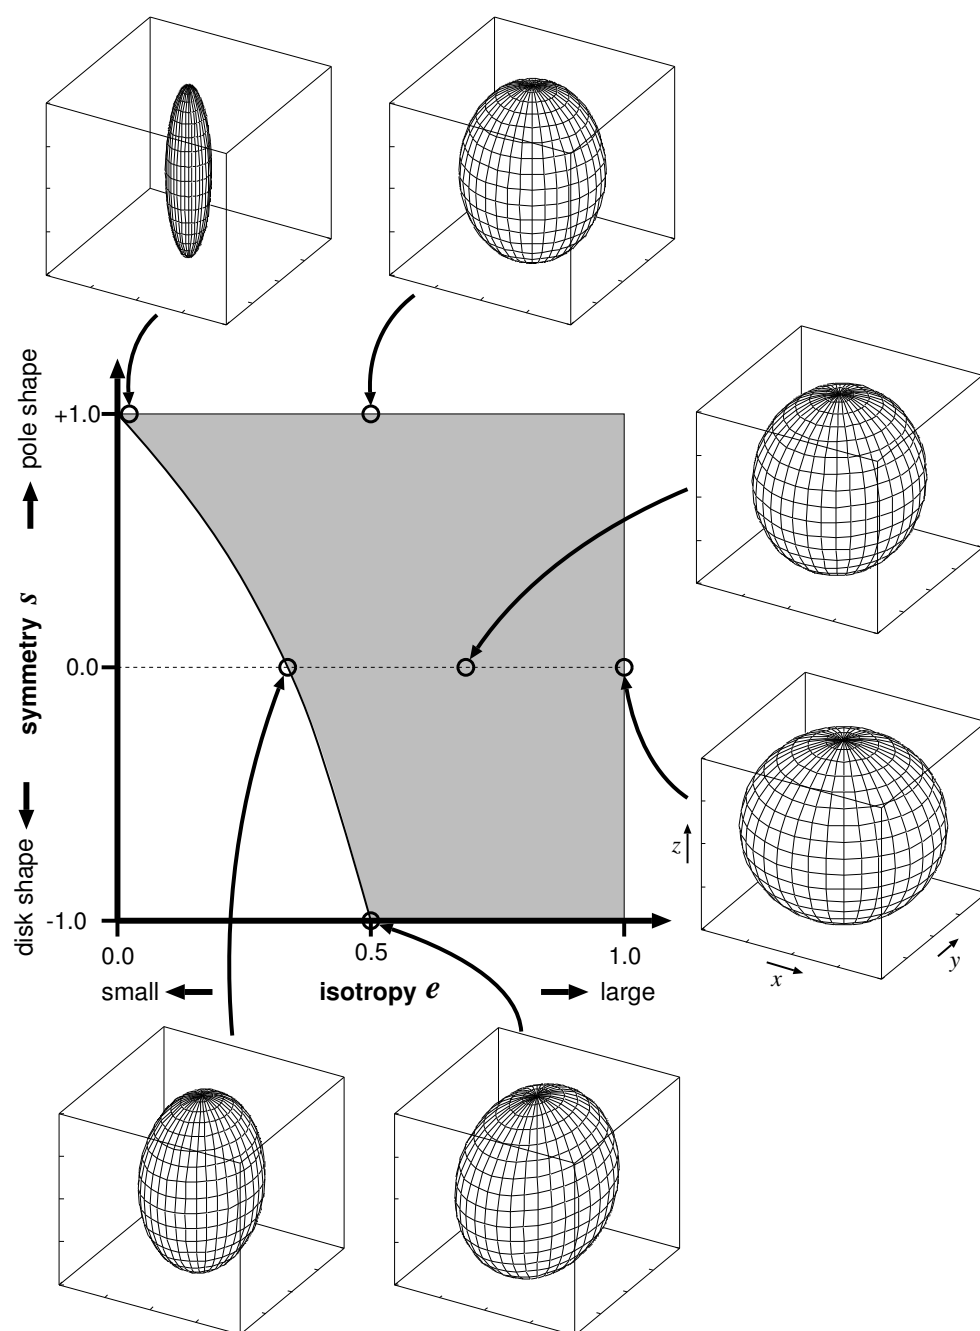 pole shape
symmetry s
disk shape
+1.0
0.0
-1.0
0.0
0.5
1.0
small
isotropy e
large
z
x
y